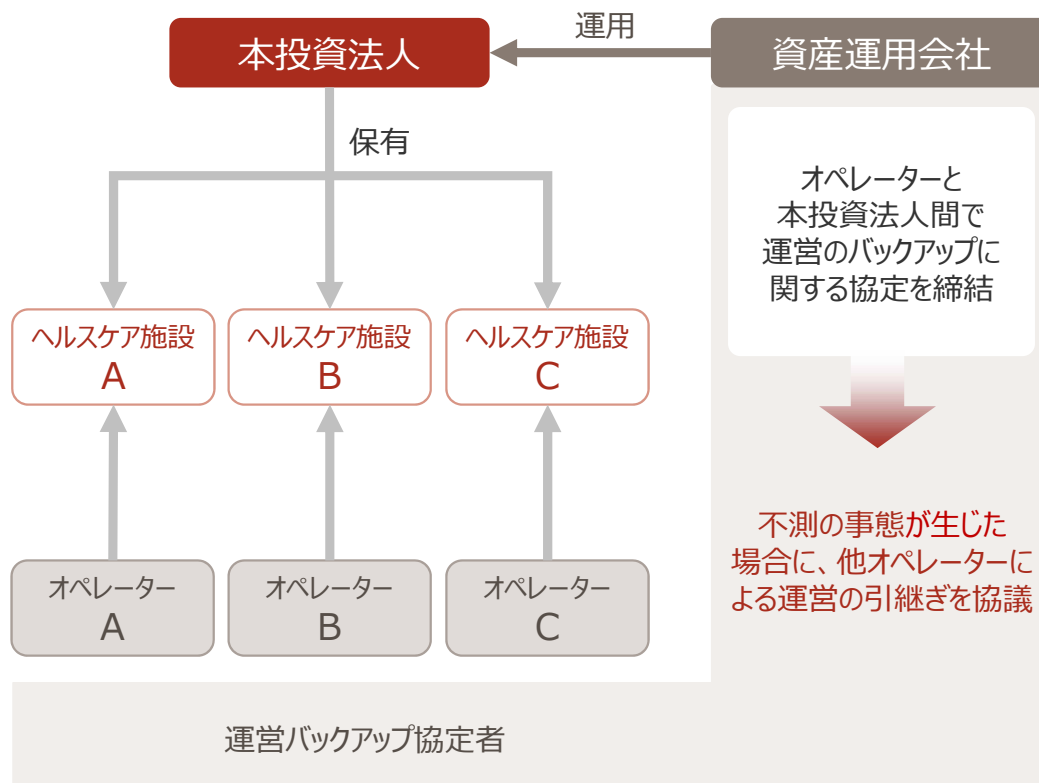 本投資法人
運用
資産運用会社
保有
オペレーターと
本投資法人間で
運営のバックアップに
関する協定を締結
ヘルスケア施設
A
ヘルスケア施設
B
ヘルスケア施設
C
不測の事態が生じた
場合に、他オペレーターに
よる運営の引継ぎを協議
オペレーター
A
オペレーター
B
オペレーター
C
運営バックアップ協定者